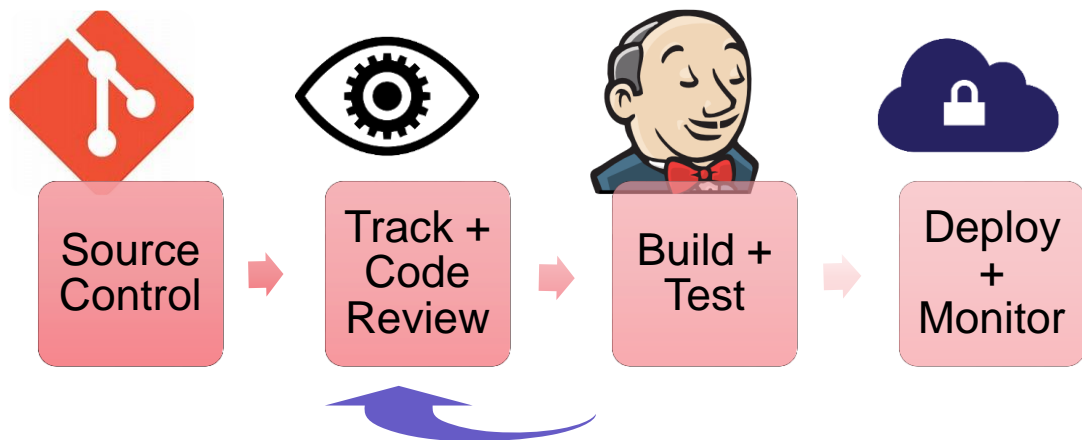 Source
Control
Track +
Code
Review
Build +
Test
Deploy
+
Monitor